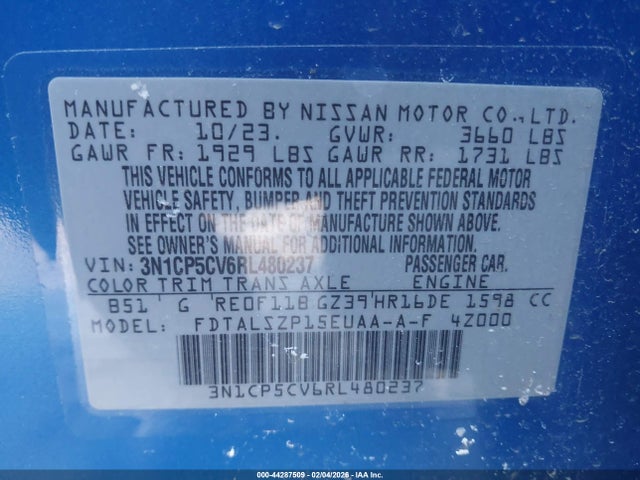 MANUFACTURED BY NISSAN MOTOR CO., LTD.
DATE: 10/23. GVWR: 3660 LBS
GAWR FR: 1929 LBS GAWR RR: 1731 LBS
THIS VEHICLE CONFORMS TO ALL APPLICABLE FEDERAL MOTOR
VEHICLE SAFETY, BUMPER AND THEFT PREVENTION STANDARDS
IN EFFECT ON THE DATE OF MANUFACTURE SHOWN ABOVE.
SEE OWNER'S MANUAL FOR ADDITIONAL INFORMATION.
VIN: 3N1CP5CV6RL480237 PASSENGER CAR.
COLOR TRIM TRANS AXLE ENGINE
B51 G RE0F11B GZ39 HR16DE 1598 CC
MODEL: FDTALSZP15EUAA-A-F 4Z000
3N1CP5CV6RL480237
000-44287509 - 02/04/2026 - IAA Inc.